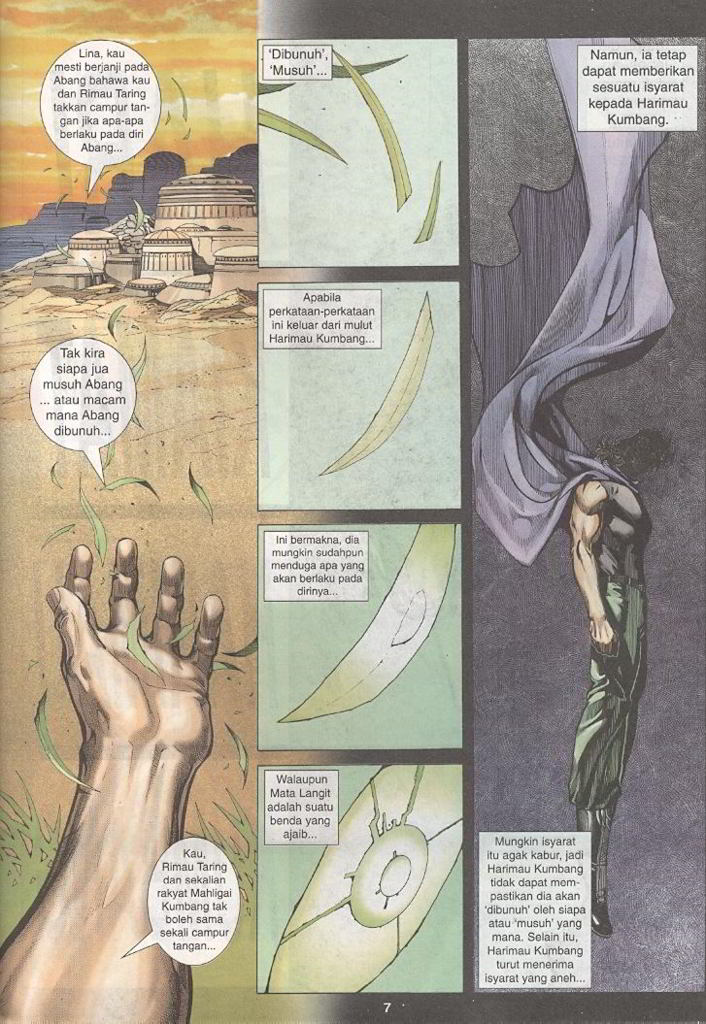 Lina, kau
mesti berjanji pada
Abang bahawa kau
dan Rimau Taring
takkan campur tan-
gan jika apa-apa
berlaku pada diri
Abang...
Tak kira
siapa jua
musuh Abang
... atau macam
mana Abang
dibunuh...
Kau,
Rimau Taring
dan sekalian
rakyat Mahligai
Kumbang tak
boleh sama
sekali campur
tangan...
'Dibunuh',
'Musuh'...
Apabila
perkataan-perkataan
ini keluar dari mulut
Harimau Kumbang...
Ini bermakna, dia
mungkin sudahpun
menduga apa yang
akan berlaku pada
dirinya...
Walaupun
Mata Langit
adalah suatu
benda yang
ajaib...
Namun, ia tetap
dapat memberikan
sesuatu isyarat
kepada Harimau
Kumbang.
Mungkin isyarat
itu agak kabur, jadi
Harimau Kumbang
tidak dapat mem-
pastikan dia akan
'dibunuh' oleh siapa
atau 'musuh' yang
mana. Selain itu,
Harimau Kumbang
turut menerima
isyarat yang aneh...
7